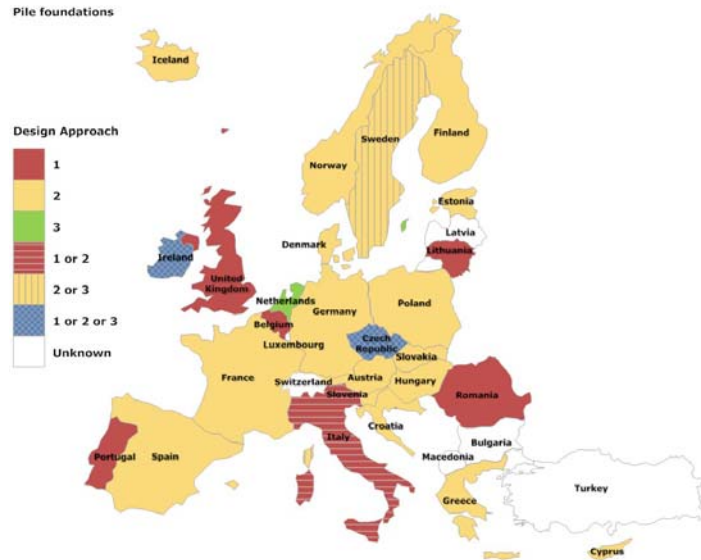 Pile foundations
Iceland
Design Approach
1
2
3
1 or 2
2 or 3
1 or 2 or 3
Unknown
Finland
Sweden
Norway
Estonia
Latvia
Lithuania
Denmark
Ireland
United
Kingdom
Netherlands
Belgium
Germany
Poland
Luxembourg
Czech
Republic
Slovakia
France
Switzerland
Austria
Hungary
Slovenia
Romania
Italy
Croatia
Bulgaria
Macedonia
Portugal
Spain
Greece
Turkey
Cyprus